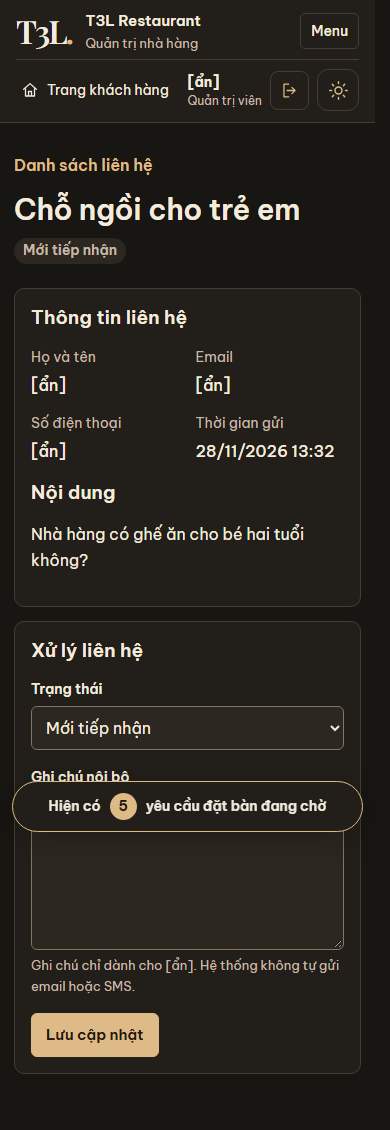 T3L.
T3L Restaurant
Quản trị nhà hàng
Menu
Trang khách hàng
[ẩn]
Quản trị viên
Danh sách liên hệ
Chỗ ngồi cho trẻ em
Mới tiếp nhận
Thông tin liên hệ
Họ và tên
Email
[ẩn]
[ẩn]
Số điện thoại
Thời gian gửi
[ẩn]
28/11/2026 13:32
Nội dung
Nhà hàng có ghế ăn cho bé hai tuổi
không?
Xử lý liên hệ
Trạng thái
Mới tiếp nhận
Ghi chú nội bộ
Hiện có 5 yêu cầu đặt bàn đang chờ
Ghi chú chỉ dành cho [ẩn]. Hệ thống không tự gửi
email hoặc SMS.
Lưu cập nhật